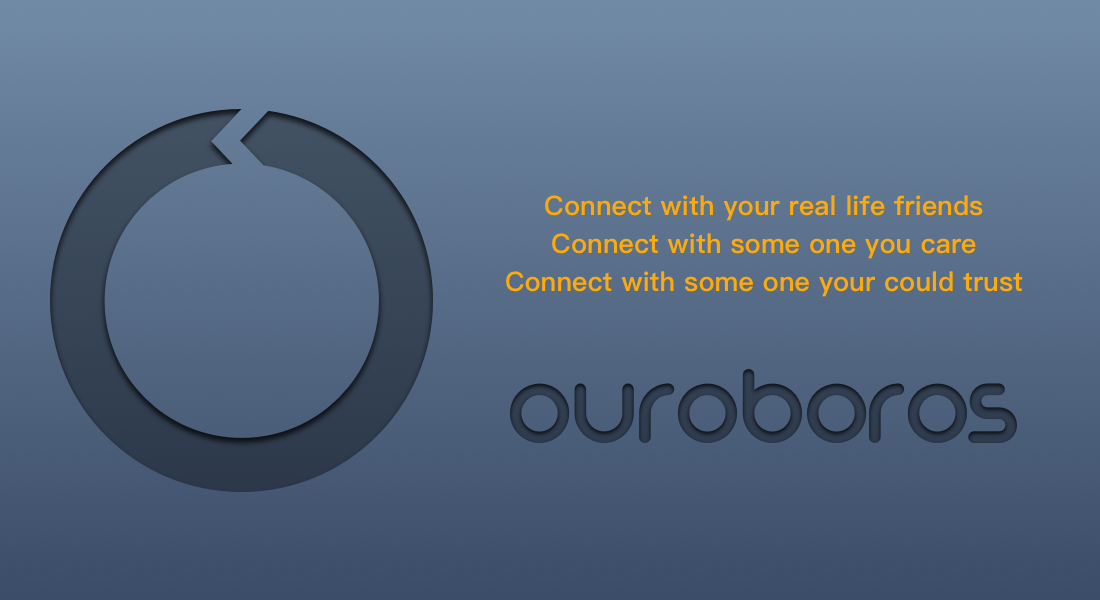 Connect with your real life friends
Connect with some one you care
Connect with some one your could trust
ouroboros